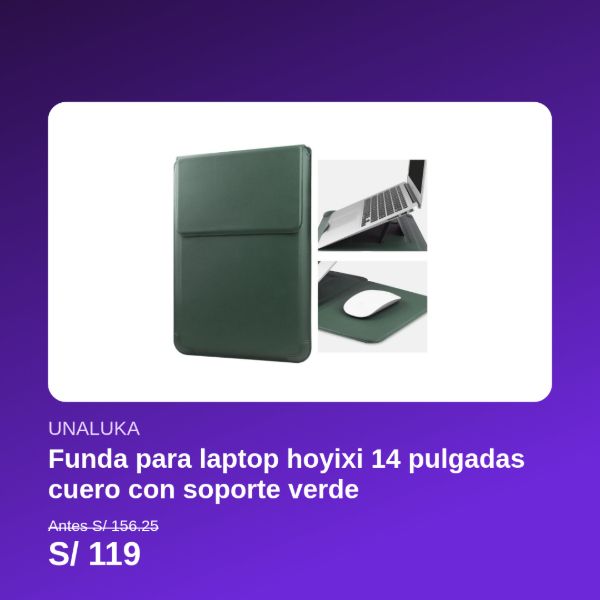 UNALUKA
Funda para laptop hoyixi 14 pulgadas
cuero con soporte verde
Antes S/ 156.25
S/ 119